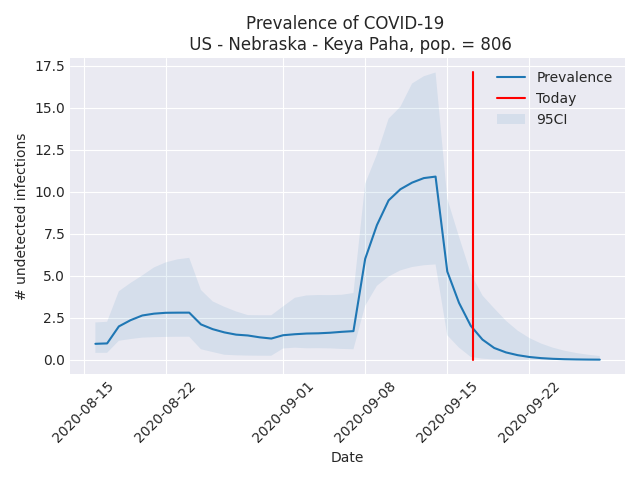 Prevalence of COVID-19
US - Nebraska - Keya Paha, pop. = 806
17.5
15.0
12.5
10.0
7.5
5.0
2.5
0.0
# undetected infections
Prevalence
Today
95CI
2020-08-15
2020-08-22
2020-09-01
2020-09-08
2020-09-15
2020-09-22
Date